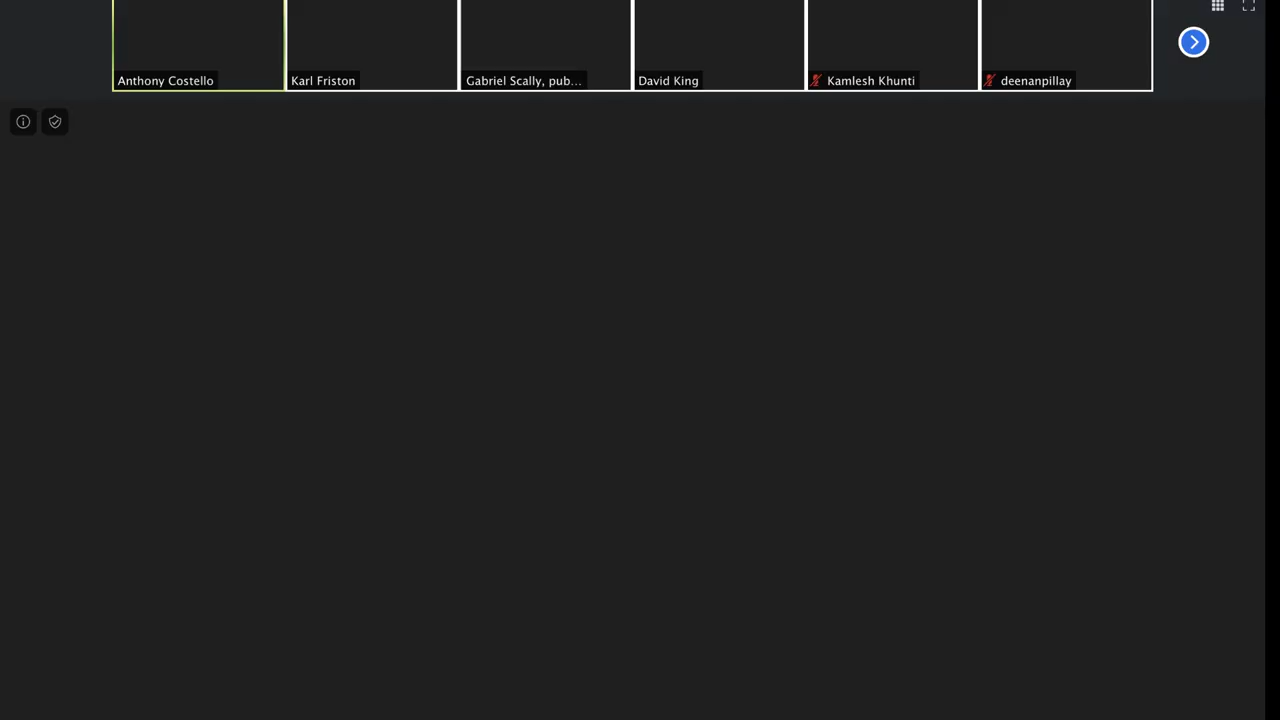 Anthony Costello
Karl Friston
Gabriel Scally, pub...
David King
Kamlesh Khunti
deenanpillay